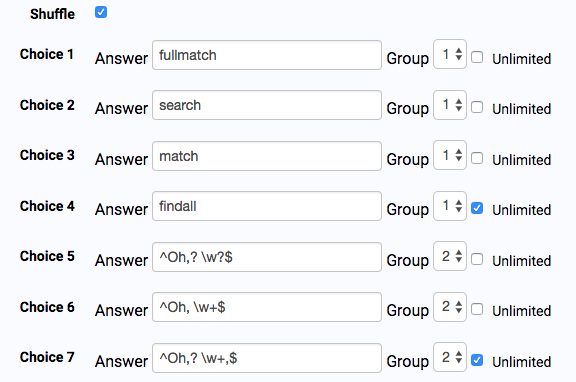 Shuffle
Choice 1 Answer fullmatch Group 1 Unlimited
Choice 2 Answer search Group 1 Unlimited
Choice 3 Answer match Group 1 Unlimited
Choice 4 Answer findall Group 1 Unlimited
Choice 5 Answer ^Oh,? \w?$ Group 2 Unlimited
Choice 6 Answer ^Oh, \w+$ Group 2 Unlimited
Choice 7 Answer ^Oh,? \w+,$ Group 2 Unlimited